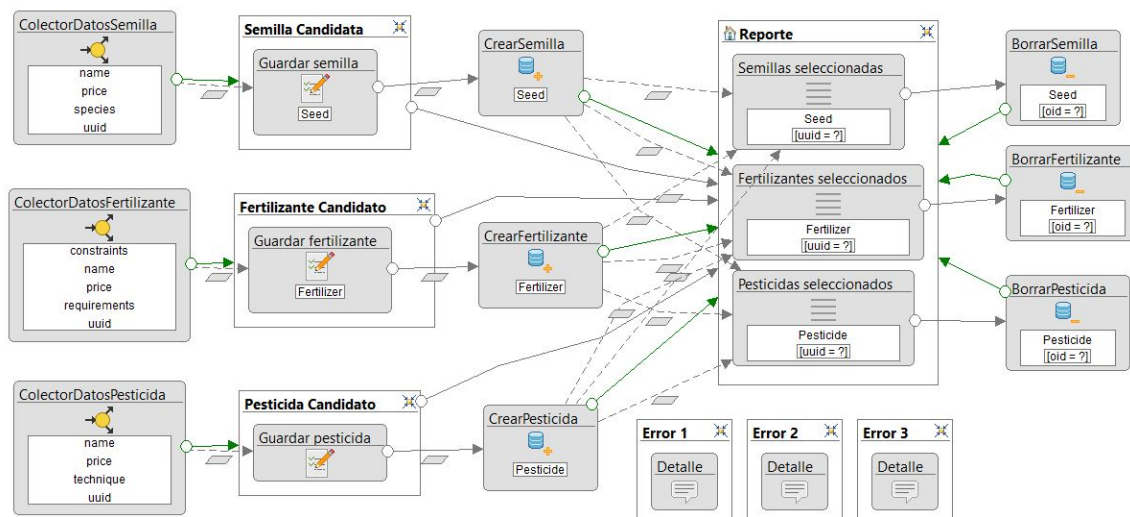 ColectorDatosSemilla
name
price
species
uuid
Semilla Candidata
Guardar semilla
Seed
CrearSemilla
Seed
Reporte
Semillas seleccionadas
Seed
[uuid = ?]
Fertilizantes seleccionados
Fertilizer
[uuid = ?]
Pesticidas seleccionados
Pesticide
[uuid = ?]
BorrarSemilla
Seed
[oid = ?]
BorrarFertilizante
Fertilizer
[oid = ?]
BorrarPesticida
Pesticide
[oid = ?]
ColectorDatosFertilizante
constraints
name
price
requirements
uuid
Fertilizante Candidato
Guardar fertilizante
Fertilizer
CrearFertilizante
Fertilizer
ColectorDatosPesticida
name
price
technique
uuid
Pesticida Candidato
Guardar pesticida
CrearPesticida
Pesticide
Error 1
Detalle
Error 2
Detalle
Error 3
Detalle